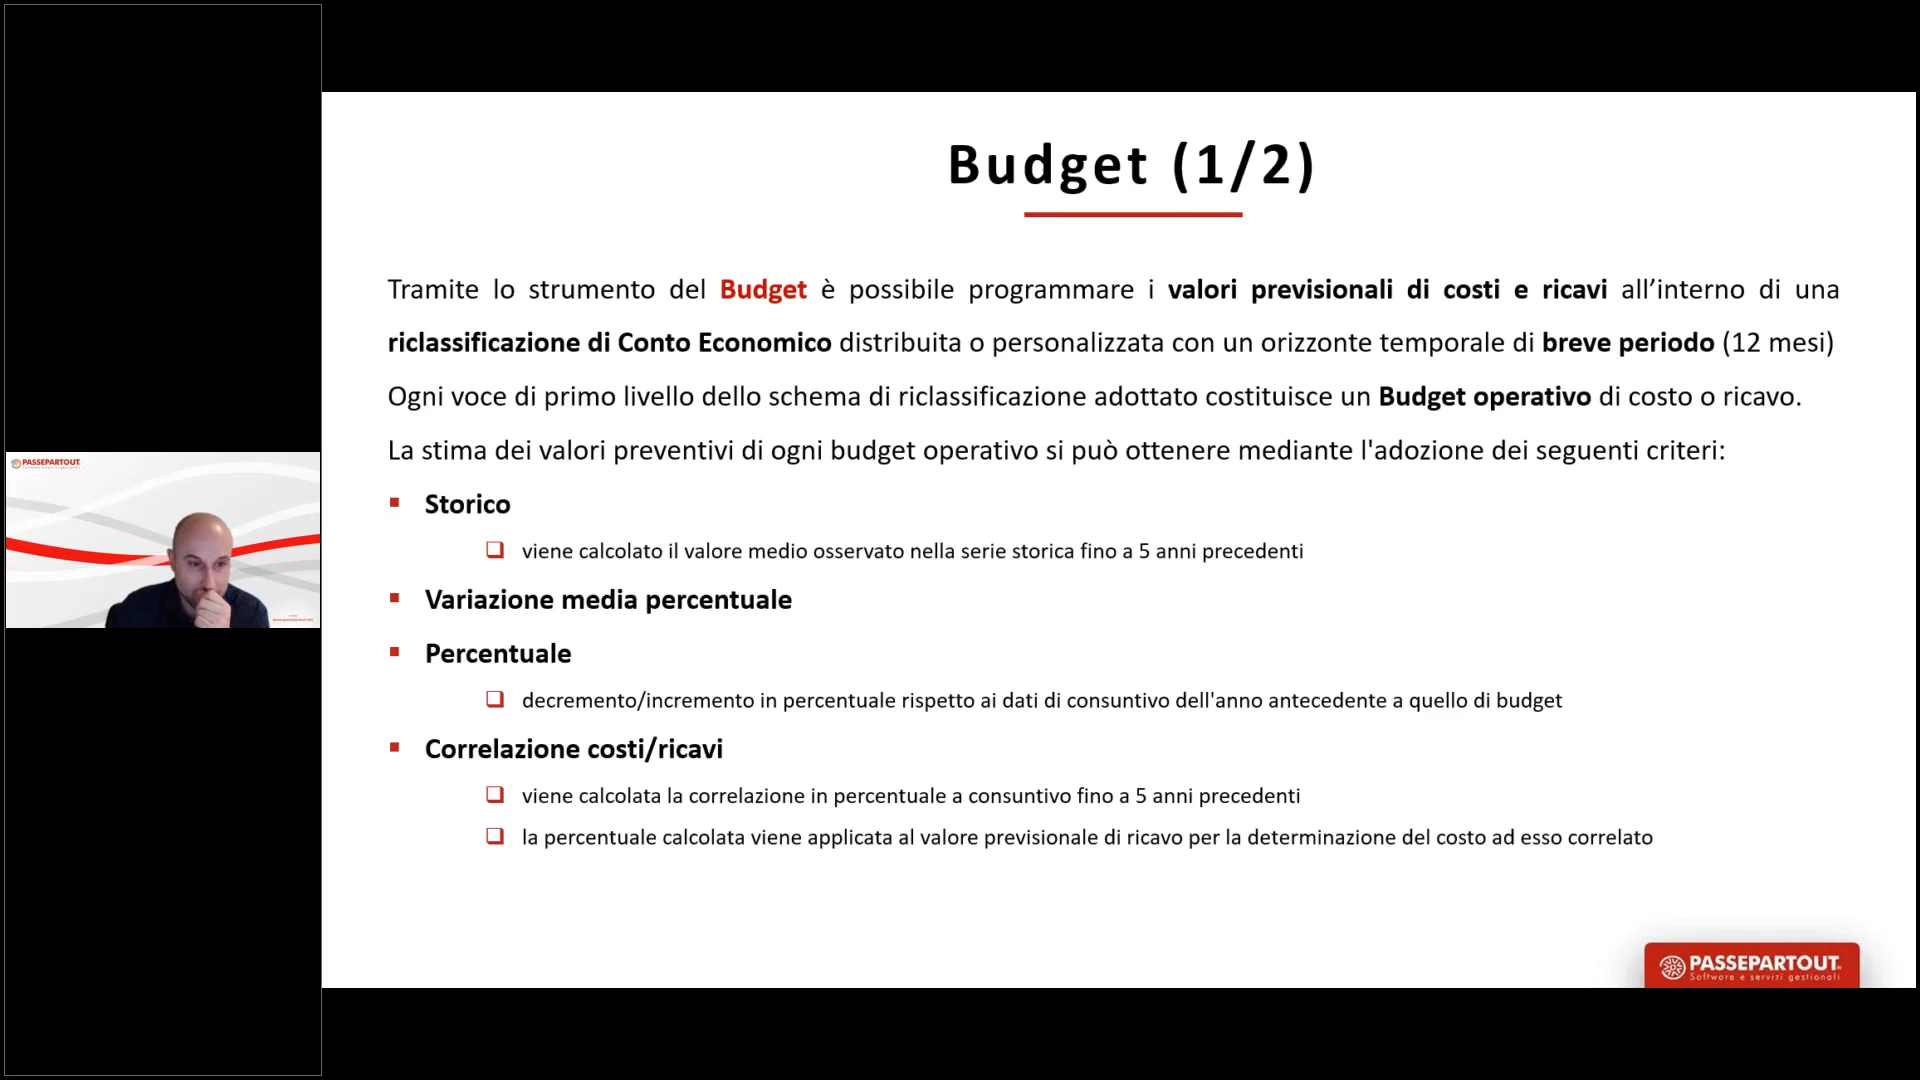 PASSEPARTOUT
Budget (1/2)
Tramite lo strumento del Budget è possibile programmare i valori previsionali di costi e ricavi all’interno di una
riclassificazione di Conto Economico distribuita o personalizzata con un orizzonte temporale di breve periodo (12 mesi)
Ogni voce di primo livello dello schema di riclassificazione adottato costituisce un Budget operativo di costo o ricavo.
La stima dei valori preventivi di ogni budget operativo si può ottenere mediante l'adozione dei seguenti criteri:
Storico
viene calcolato il valore medio osservato nella serie storica fino a 5 anni precedenti
Variazione media percentuale
Percentuale
decremento/incremento in percentuale rispetto ai dati di consuntivo dell'anno antecedente a quello di budget
Correlazione costi/ricavi
viene calcolata la correlazione in percentuale a consuntivo fino a 5 anni precedenti
la percentuale calcolata viene applicata al valore previsionale di ricavo per la determinazione del costo ad esso correlato
PASSEPARTOUT
Software e servizi gestionali